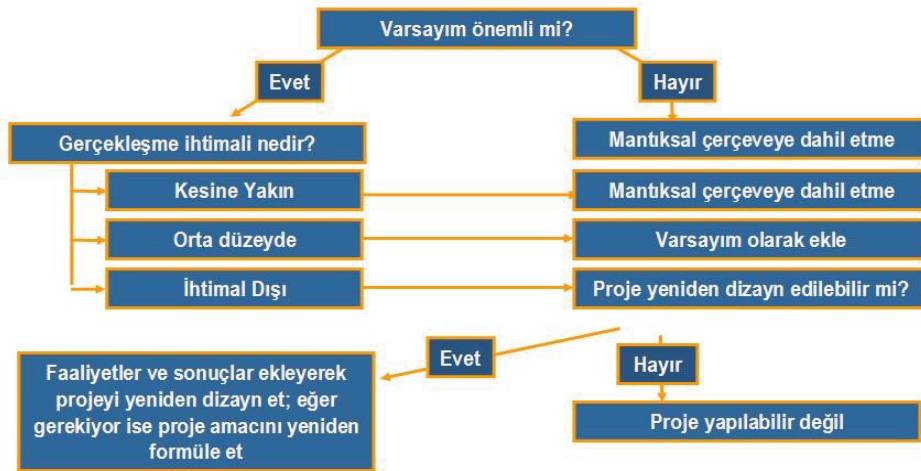 Varsayım önemli mi?
Evet
Hayır
Gerçekleşme ihtimali nedir?
Mantıksal çerçeveye dahil etme
Kesine Yakın
Mantıksal çerçeveye dahil etme
Orta düzeyde
Varsayım olarak ekle
İhtimal Dışı
Proje yeniden dizayn edilebilir mi?
Evet
Hayır
Faaliyetler ve sonuçlar ekleyerek
projeyi yeniden dizayn et; eğer
gerekiyor ise proje amacını yeniden
formüle et
Proje yapılabilir değil